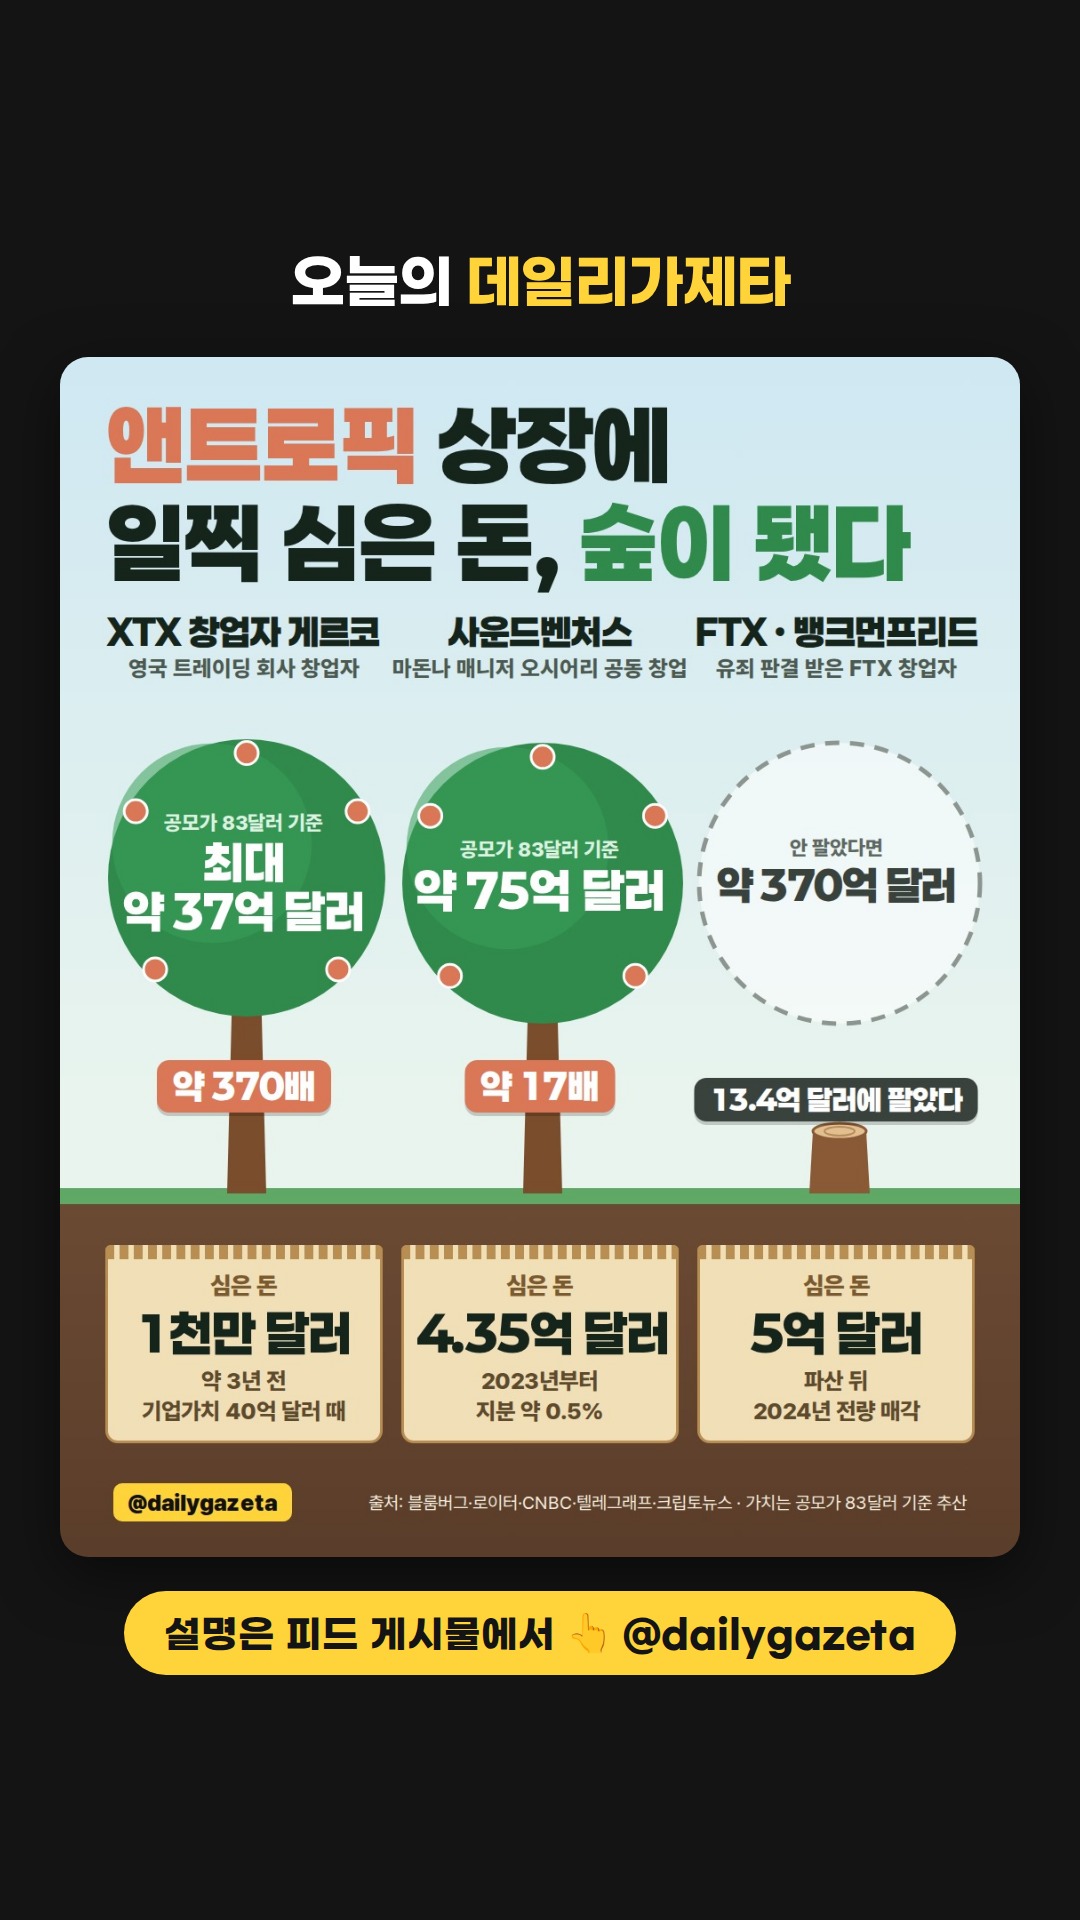 오늘의 데일리가제타
앤트로픽 상장에
일찍 심은 돈, 숲이 됐다
XTX 창업자 게르코
영국 트레이딩 회사 창업자
사운드벤처스
마돈나 매니저 오시어리 공동 창업
FTX · 뱅크먼프리드
유죄 판결 받은 FTX 창업자
공모가 83달러 기준
최대
약 37억 달러
공모가 83달러 기준
약 75억 달러
안 팔았다면
약 370억 달러
약 370배
약 17배
13.4억 달러에 팔았다
심은 돈
1천만 달러
약 3년 전
기업가치 40억 달러 때
심은 돈
4.35억 달러
2023년부터
지분 약 0.5%
심은 돈
5억 달러
파산 뒤
2024년 전량 매각
@dailygazeta
출처: 블룸버그·로이터·CNBC·텔레그래프·크립토뉴스 · 가치는 공모가 83달러 기준 추산
설명은 피드 게시물에서 👆 @dailygazeta